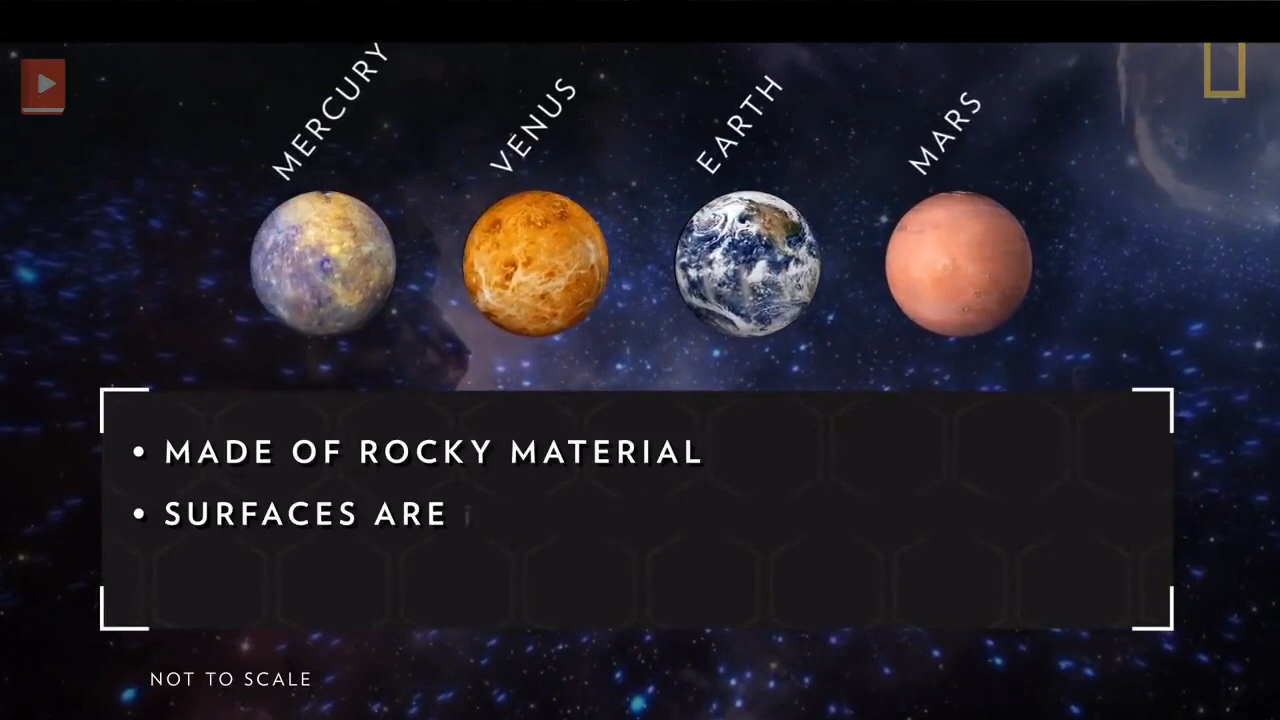 MERCURY
VENUS
EARTH
MARS
• MADE OF ROCKY MATERIAL
• SURFACES ARE
NOT TO SCALE